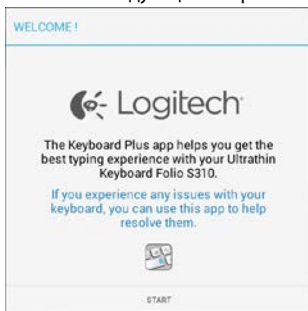 WELCOME!
Logitech
The Keyboard Plus app helps you get the
best typing experience with your Ultrathin
Keyboard Folio S310.
If you experience any issues with your
keyboard, you can use this app to help
resolve them.
START